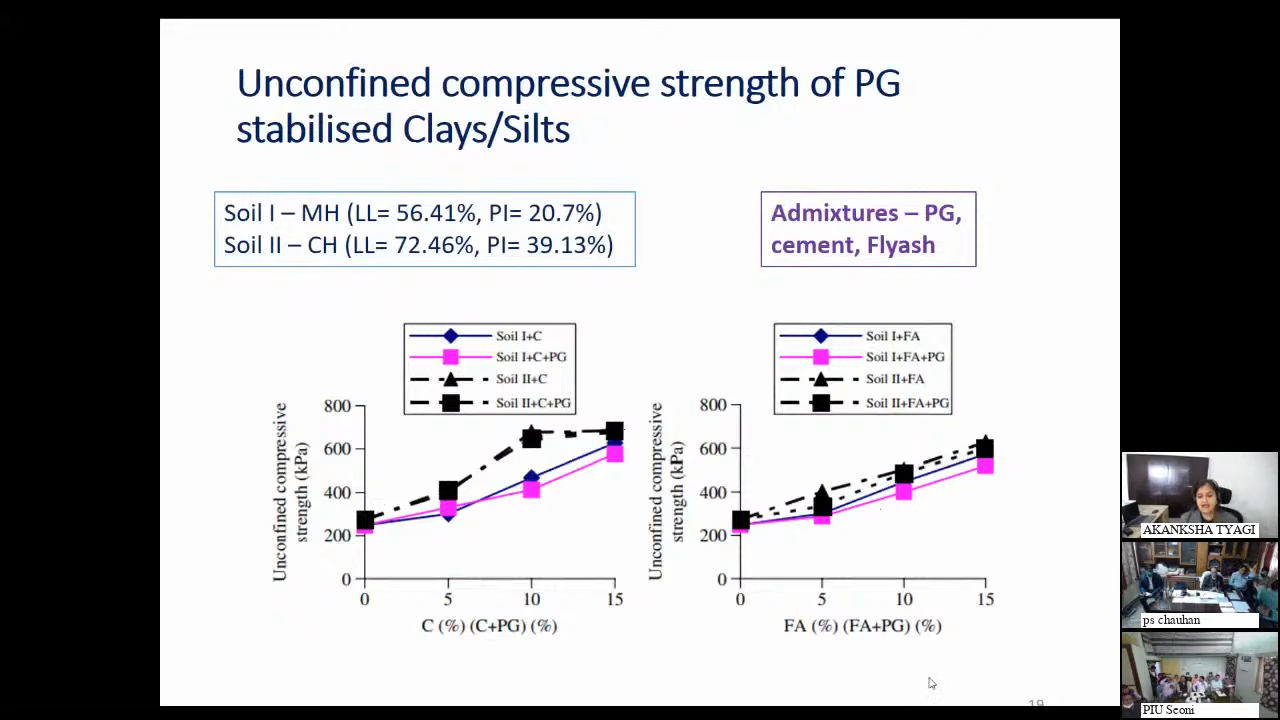 Unconfined compressive strength of PG
stabilised Clays/Silts
Soil I – MH (LL= 56.41%, PI= 20.7%)
Soil II – CH (LL= 72.46%, PI= 39.13%)
Admixtures – PG,
cement, Flyash
Soil I+C
Soil I+C+PG
Soil II+C
Soil II+C+PG
Unconfined compressive
strength (kPa)
800
600
400
200
0
0 5 10 15
C (%) (C+PG) (%)
Soil I+FA
Soil I+FA+PG
Soil II+FA
Soil II+FA+PG
Unconfined compressive
strength (kPa)
800
600
400
200
0
0 5 10 15
FA (%) (FA+PG) (%)
19
AKANKSHA TYAGI
ps chauhan
PIU Seoni